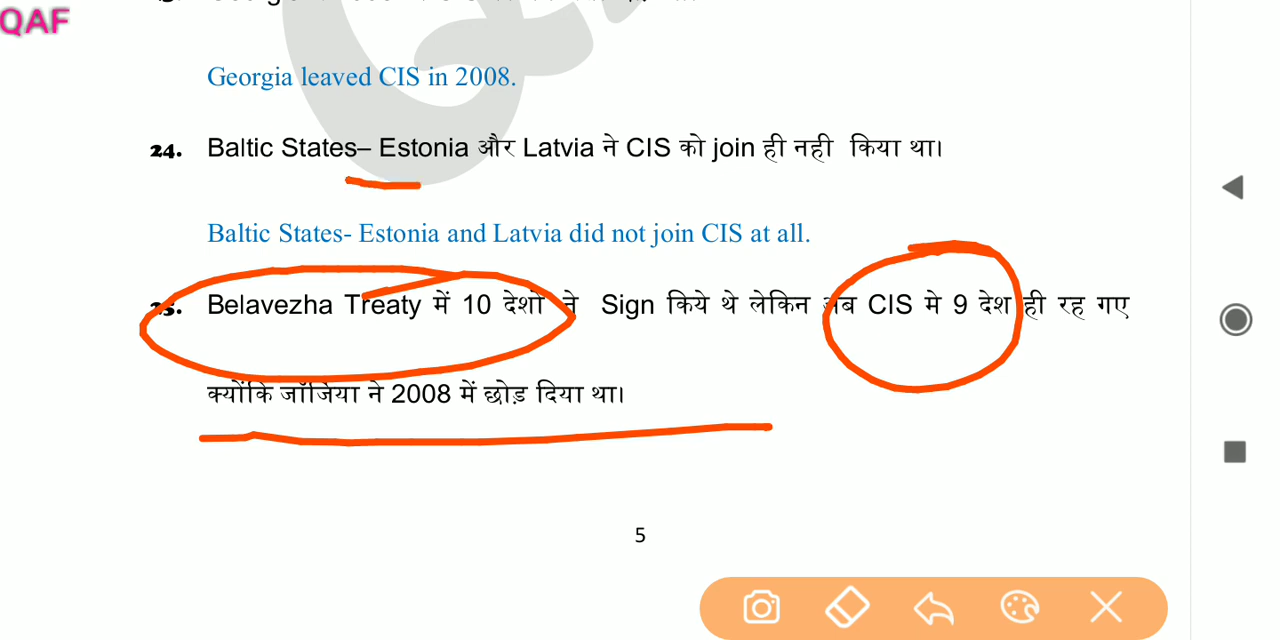 QAF
Georgia leaved CIS in 2008.
24. Baltic States– Estonia और Latvia ने CIS को join ही नही किया था।
Baltic States- Estonia and Latvia did not join CIS at all.
Belavezha Treaty में 10 देशो ने Sign किये थे लेकिन अब CIS मे 9 देश ही रह गए
क्योंकि जॉर्जिया ने 2008 में छोड़ दिया था।
5